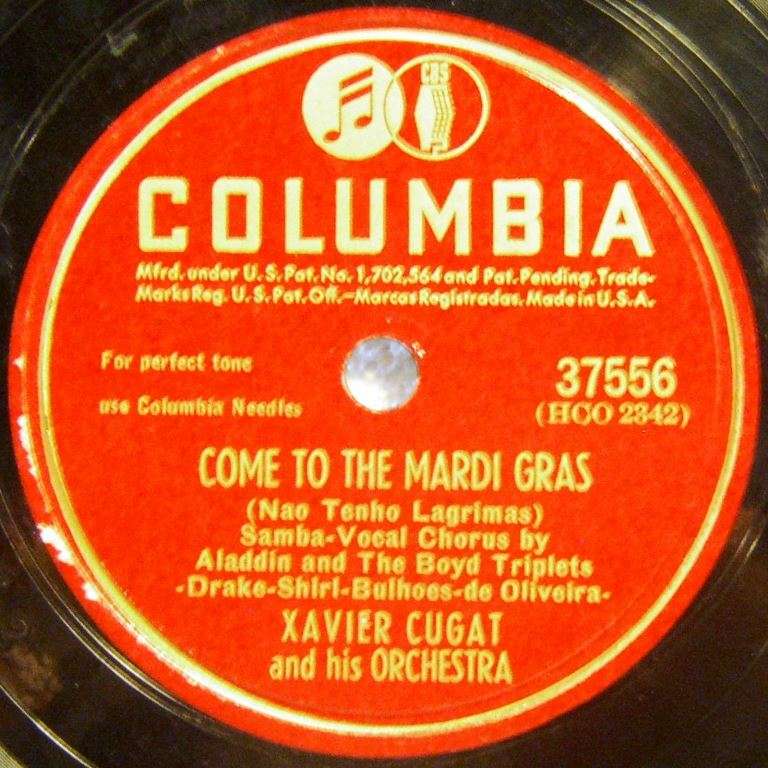 CBS
COLUMBIA
Mfrd. under U.S. Pat. No. 1,702,564 and Pat. Pending. Trade-
Marks Reg. U.S. Pat. Off.-Marcas Registradas. Made in U.S.A.
For perfect tone
use Columbia Needles
37556
(HCO 2342)
COME TO THE MARDI GRAS
(Nao Tenho Lagrimas)
Samba-Vocal Chorus by
Aladdin and The Boyd Triplets
-Drake-Shirl-Bulhoes-de Oliveira-
XAVIER CUGAT
and his ORCHESTRA